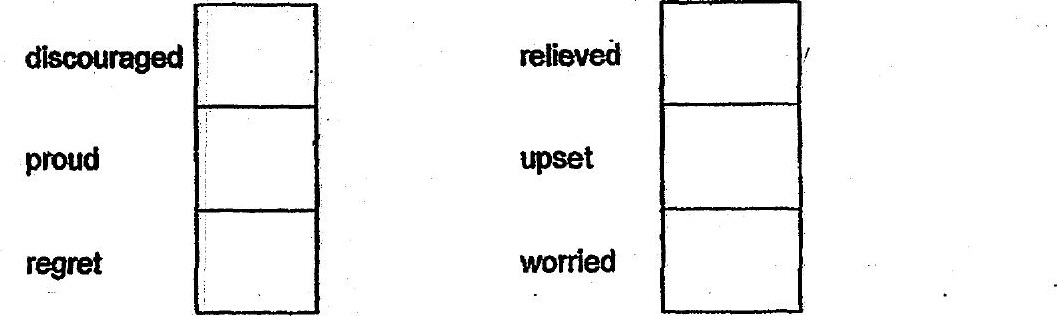 discouraged
relieved
proud
upset
regret
worried